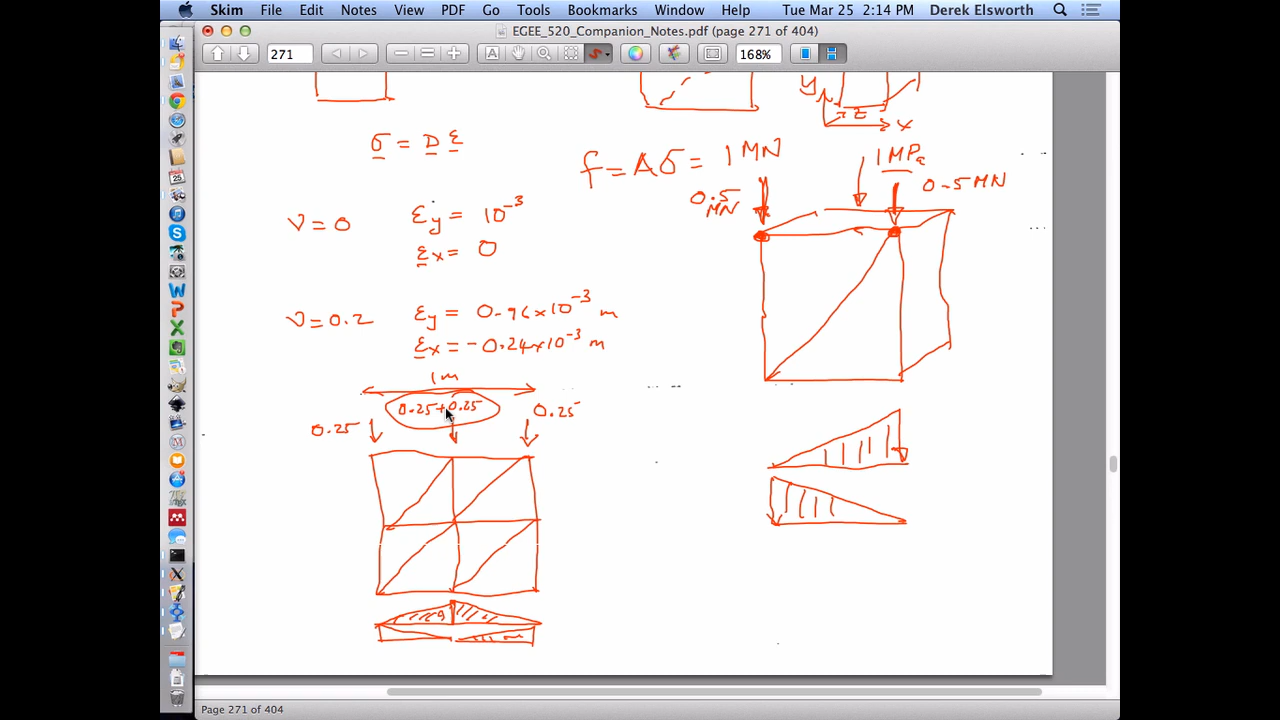 Skim File Edit View Notes View PDF Go Tools Bookmarks Window Help Tue Mar 25 2:14 PM Derek Elsworth
EGEE_520_Companion_Notes.pdf (page 271 of 404)
271
168%
y
z
x
σ = D ε
f = Aσ = 1 MN
1 MPa
0.5 MN
0.5 MN
ν = 0
εy = 10⁻³
εx = 0
ν = 0.2
εy = 0.96×10⁻³ m
εx = -0.24×10⁻³ m
1m
0.25
0.25+0.25
0.25
Page 271 of 404